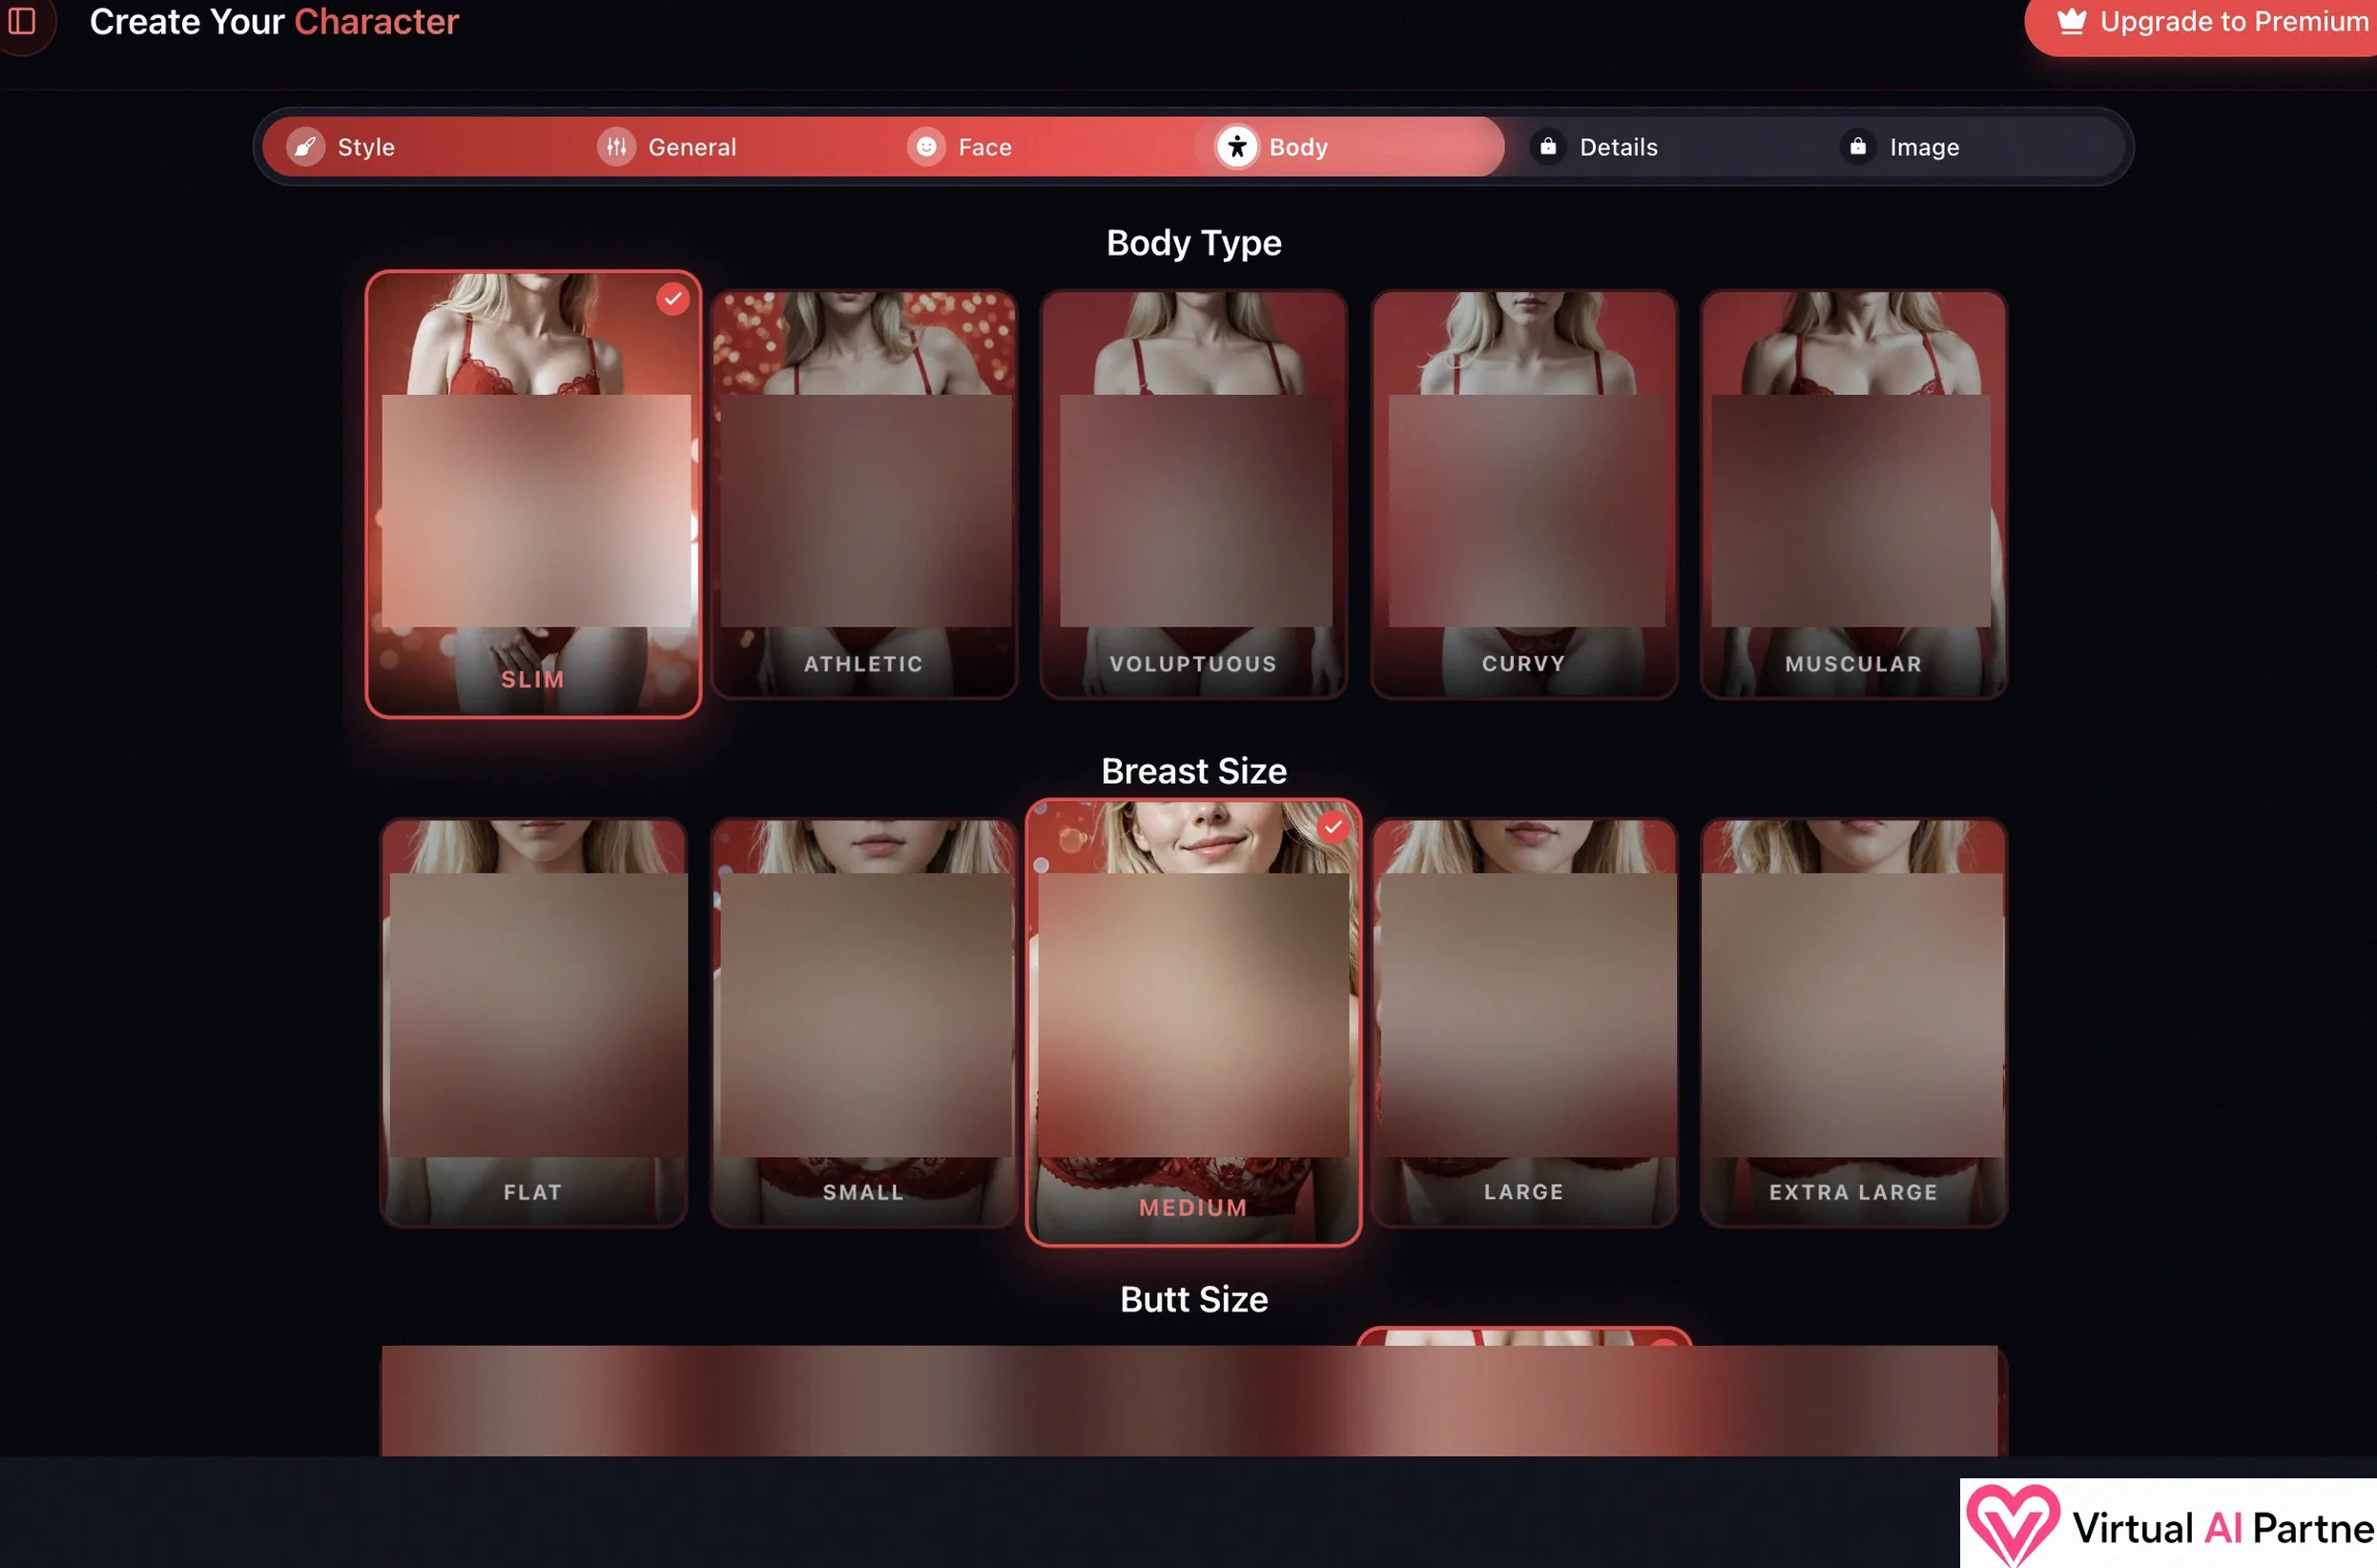 Create Your Character
Upgrade to Premium
Style
General
Face
Body
Details
Image
Body Type
SLIM
ATHLETIC
VOLUPTUOUS
CURVY
MUSCULAR
Breast Size
FLAT
SMALL
MEDIUM
LARGE
EXTRA LARGE
Butt Size
Virtual AI Partne